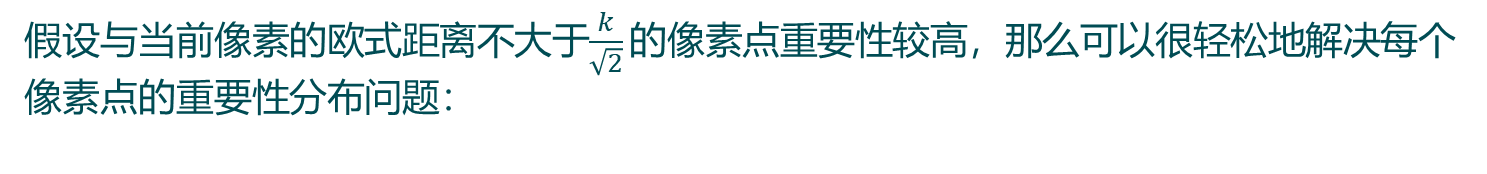 假设与当前像素的欧式距离不大于$\frac{k}{\sqrt{2}}$的像素点重要性较高，那么可以很轻松地解决每个
像素点的重要性分布问题：